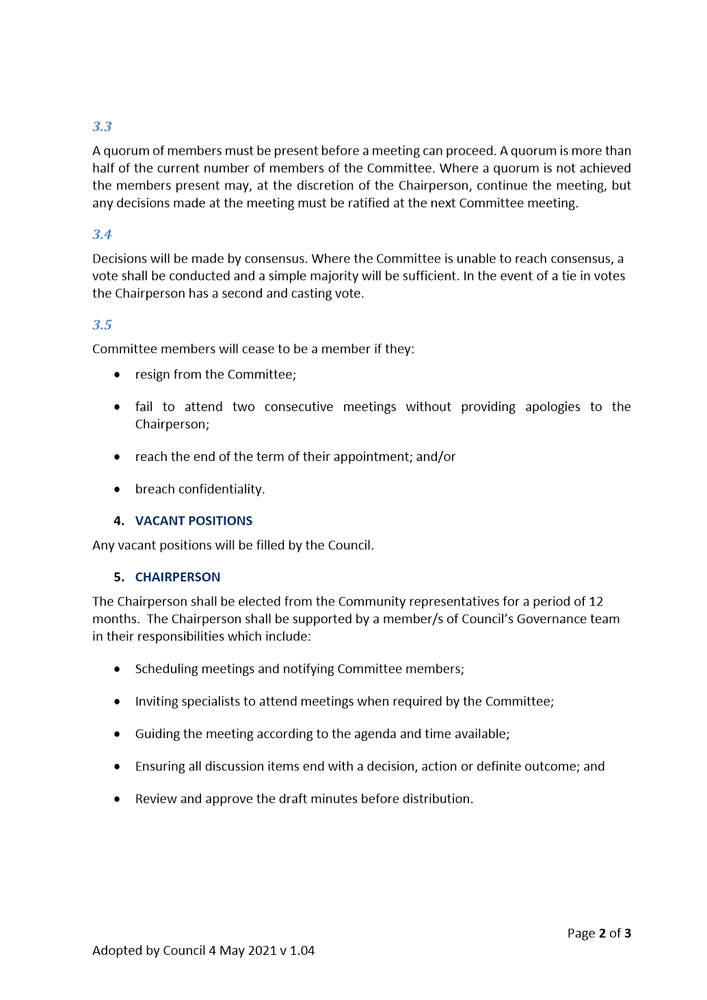 3.3
A quorum of members must be present before a meeting can proceed. A quorum is more than
half of the current number of members of the Committee. Where a quorum is not achieved
the members present may, at the discretion of the Chairperson, continue the meeting, but
any decisions made at the meeting must be ratified at the next Committee meeting.
3.4
Decisions will be made by consensus. Where the Committee is unable to reach consensus, a
vote shall be conducted and a simple majority will be sufficient. In the event of a tie in votes
the Chairperson has a second and casting vote.
3.5
Committee members will cease to be a member if they:
• resign from the Committee;
• fail to attend two consecutive meetings without providing apologies to the
Chairperson;
• reach the end of the term of their appointment; and/or
• breach confidentiality.
4. VACANT POSITIONS
Any vacant positions will be filled by the Council.
5. CHAIRPERSON
The Chairperson shall be elected from the Community representatives for a period of 12
months.  The Chairperson shall be supported by a member/s of Council’s Governance team
in their responsibilities which include:
• Scheduling meetings and notifying Committee members;
• Inviting specialists to attend meetings when required by the Committee;
• Guiding the meeting according to the agenda and time available;
• Ensuring all discussion items end with a decision, action or definite outcome; and
• Review and approve the draft minutes before distribution.
Page 2 of 3
Adopted by Council 4 May 2021 v 1.04